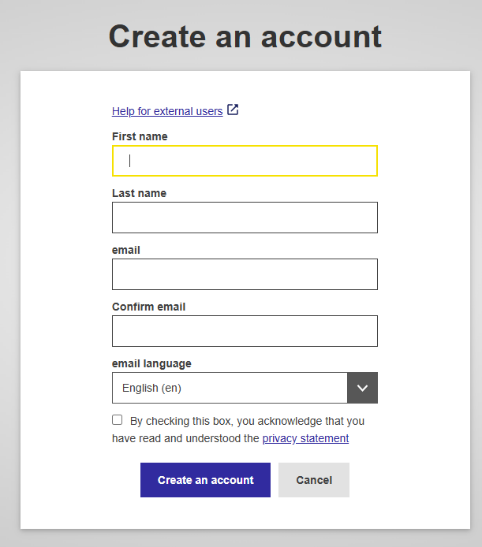 Create an account
Help for external users
First name
Last name
email
Confirm email
email language
English (en)
By checking this box, you acknowledge that you
have read and understood the privacy statement
Create an account Cancel